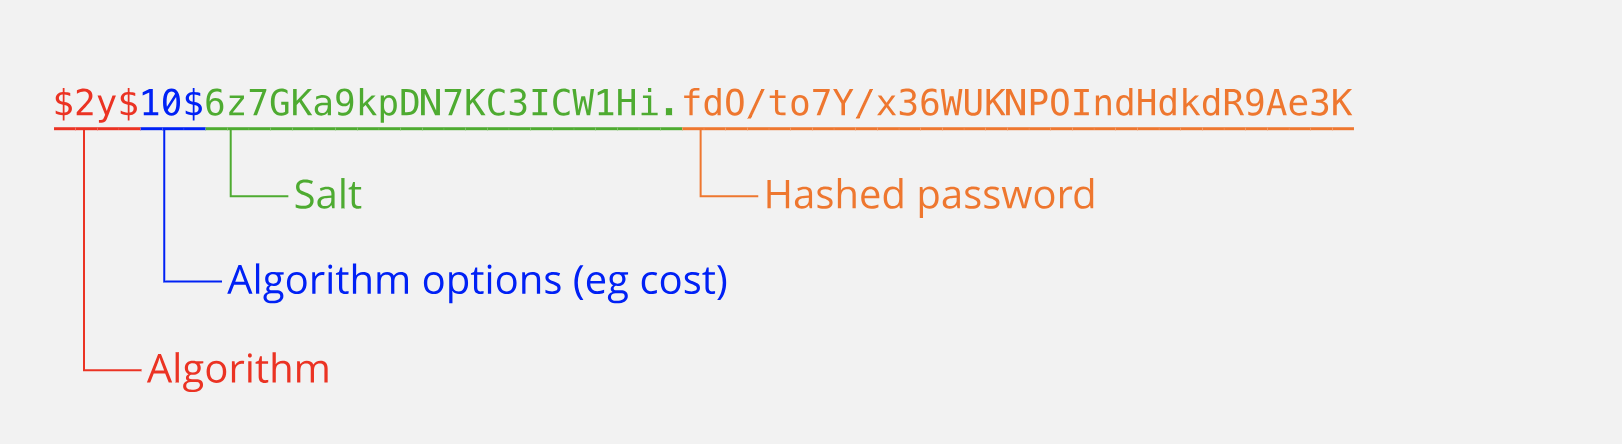 $2y$10$6z7GKa9kpDN7KC3ICW1Hi.fdO/to7Y/x36WUKNPOIndHdkdR9Ae3K
Salt
Hashed password
Algorithm options (eg cost)
Algorithm